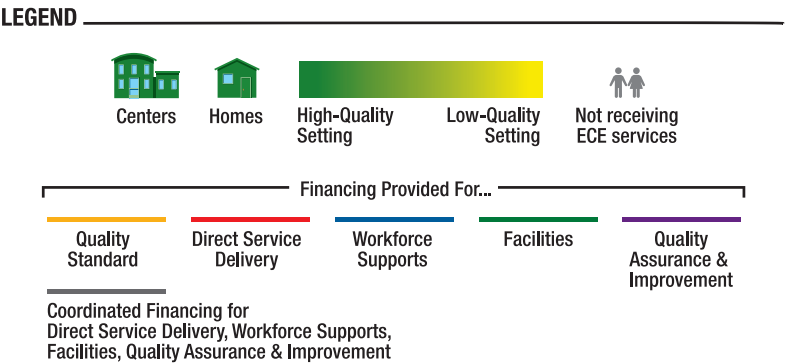 LEGEND
Centers
Homes
High-Quality
Setting
Low-Quality
Setting
Not receiving
ECE services
Financing Provided For...
Quality
Standard
Direct Service
Delivery
Workforce
Supports
Facilities
Quality
Assurance &
Improvement
Coordinated Financing for
Direct Service Delivery, Workforce Supports,
Facilities, Quality Assurance & Improvement